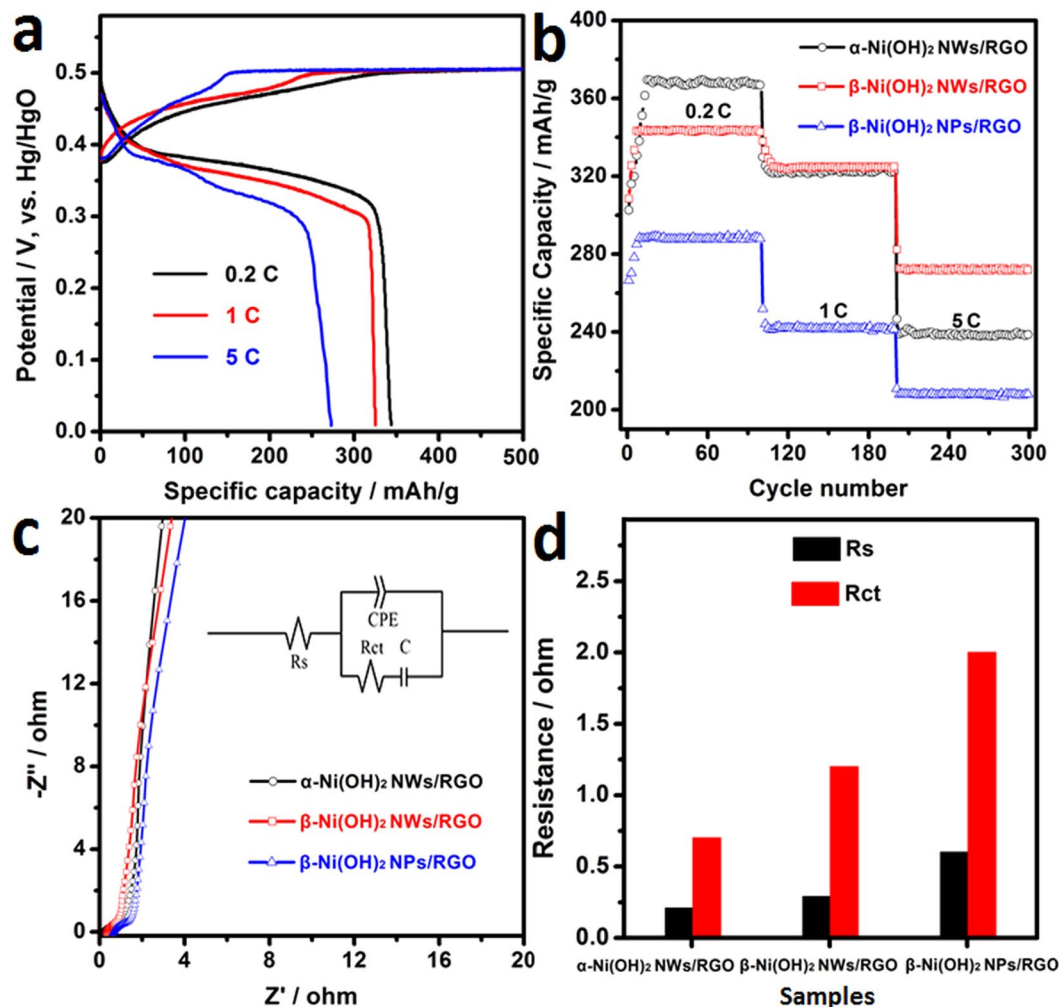 a
Potential / V, vs. Hg/HgO
0.5
0.4
0.3
0.2
0.1
0.0
0.2 C
1 C
5 C
0 100 200 300 400 500
Specific capacity / mAh/g
b
Specific Capacity / mAh/g
400
360
320
280
240
200
α-Ni(OH)₂ NWs/RGO
β-Ni(OH)₂ NWs/RGO
β-Ni(OH)₂ NPs/RGO
0.2 C
1 C
5 C
0 60 120 180 240 300
Cycle number
c
-Z'' / ohm
20
16
12
8
4
0
CPE
Rs
Rct C
α-Ni(OH)₂ NWs/RGO
β-Ni(OH)₂ NWs/RGO
β-Ni(OH)₂ NPs/RGO
0 4 8 12 16 20
Z' / ohm
d
Resistance / ohm
2.5
2.0
1.5
1.0
0.5
0.0
Rs
Rct
α-Ni(OH)₂ NWs/RGO β-Ni(OH)₂ NWs/RGO β-Ni(OH)₂ NPs/RGO
Samples